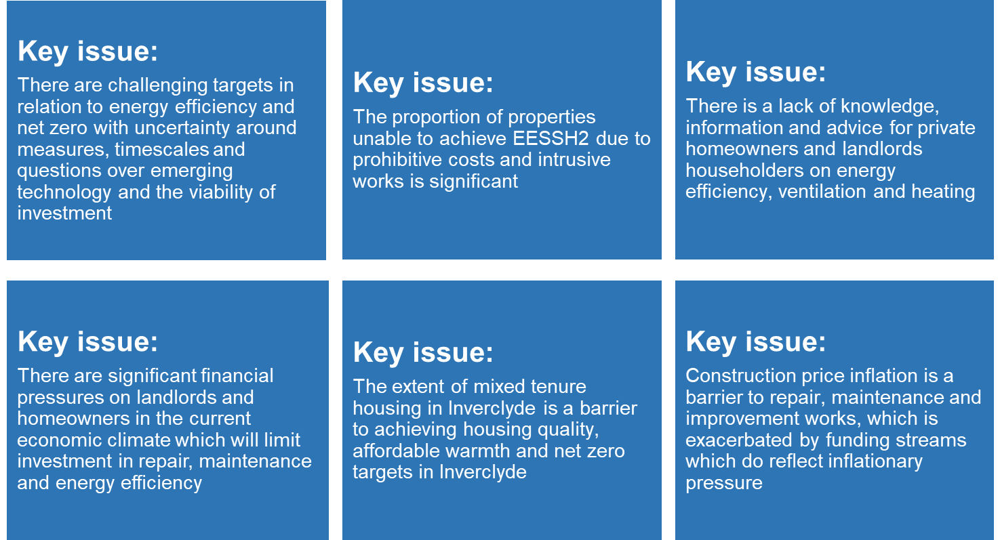 Key issue:
There are challenging targets in
relation to energy efficiency and
net zero with uncertainty around
measures, timescales and
questions over emerging
technology and the viability of
investment
Key issue:
The proportion of properties
unable to achieve EESSH2 due to
prohibitive costs and intrusive
works is significant
Key issue:
There is a lack of knowledge,
information and advice for private
homeowners and landlords
householders on energy
efficiency, ventilation and heating
Key issue:
There are significant financial
pressures on landlords and
homeowners in the current
economic climate which will limit
investment in repair, maintenance
and energy efficiency
Key issue:
The extent of mixed tenure
housing in Inverclyde is a barrier
to achieving housing quality,
affordable warmth and net zero
targets in Inverclyde
Key issue:
Construction price inflation is a
barrier to repair, maintenance and
improvement works, which is
exacerbated by funding streams
which do reflect inflationary
pressure